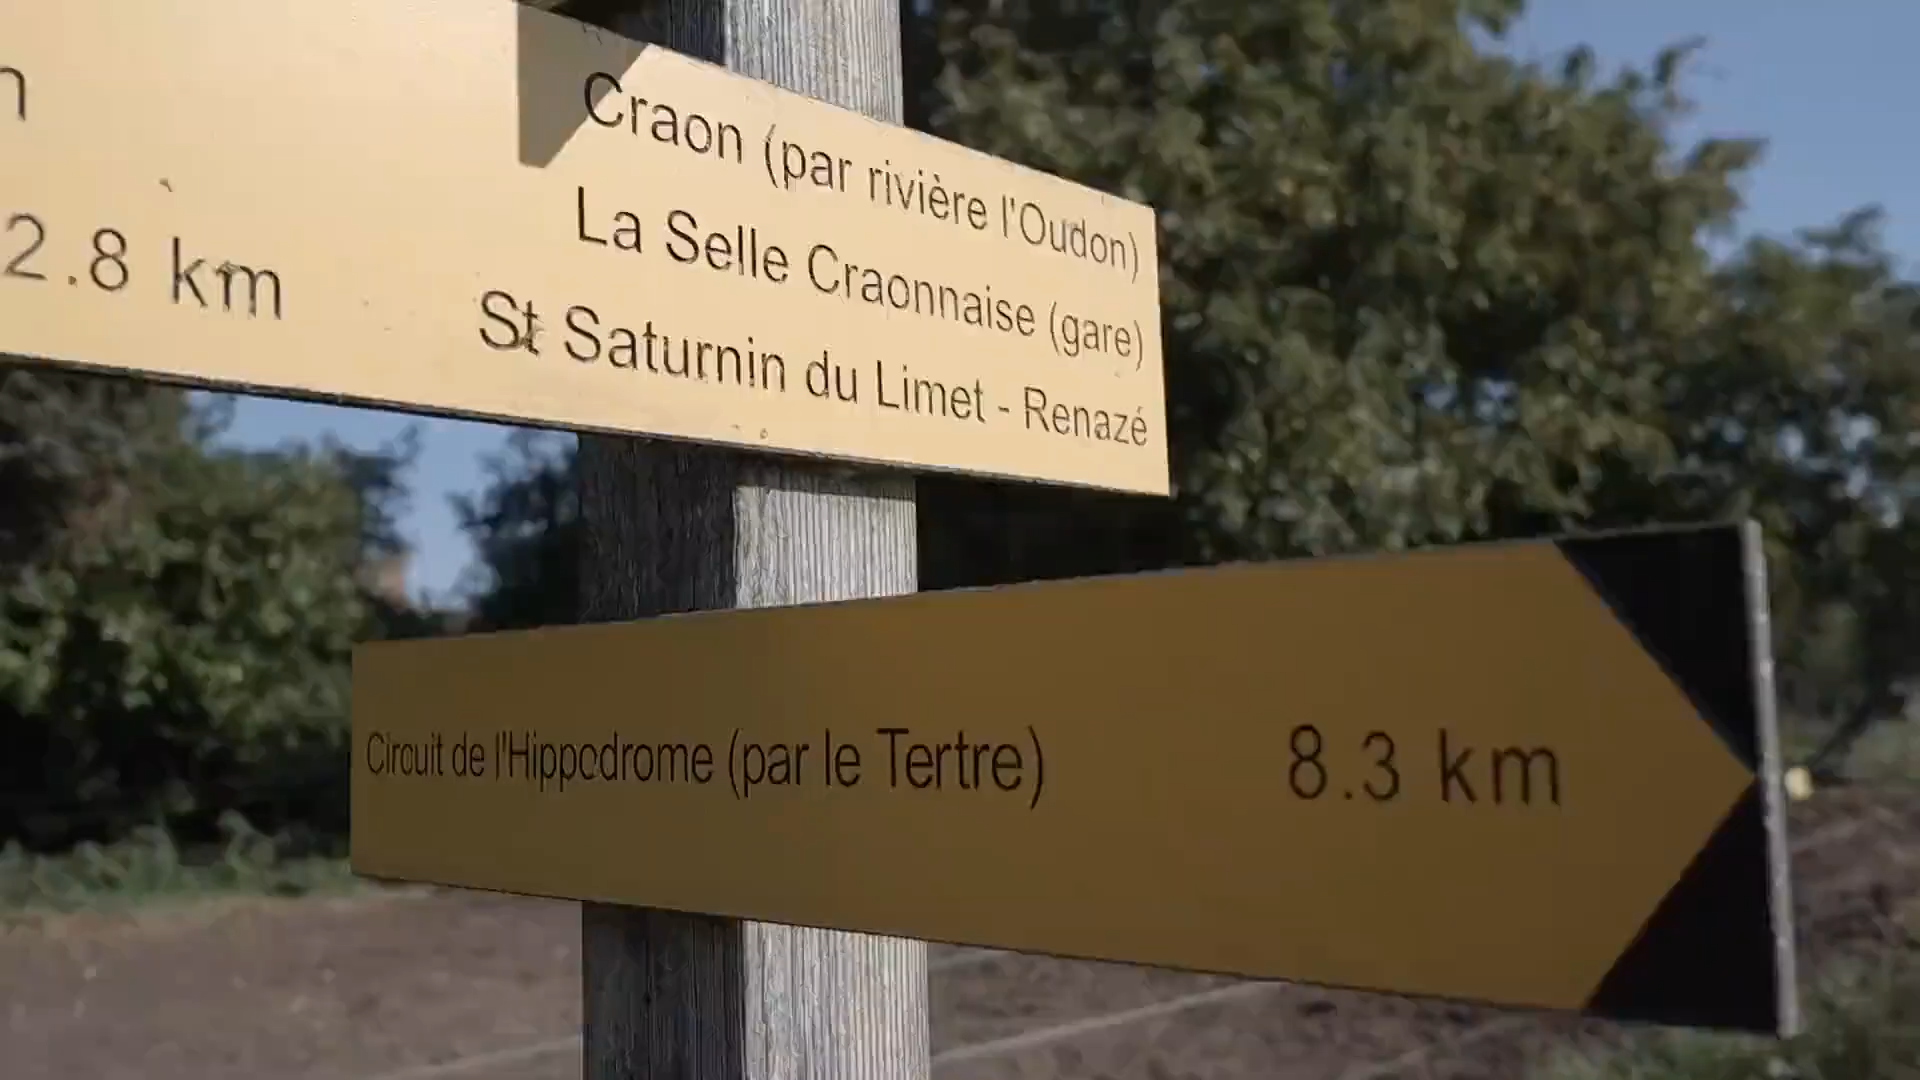 Craon (par rivière l'Oudon)
La Selle Craonnaise (gare)
2.8 km St Saturnin du Limet - Renazé
Circuit de l'Hippodrome (par le Tertre) 8.3 km